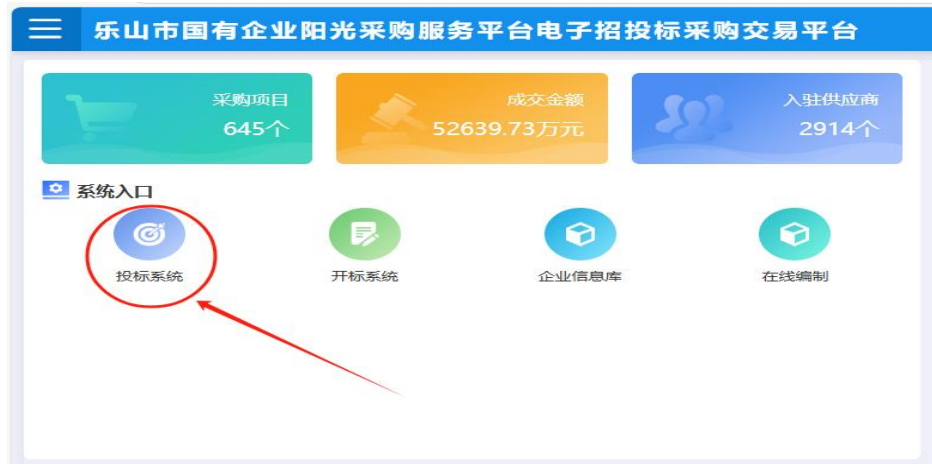 乐山市国有企业阳光采购服务平台电子招投标采购交易平台
采购项目
645个
成交金额
52639.73万元
入驻供应商
2914个
系统入口
投标系统
开标系统
企业信息库
在线编制